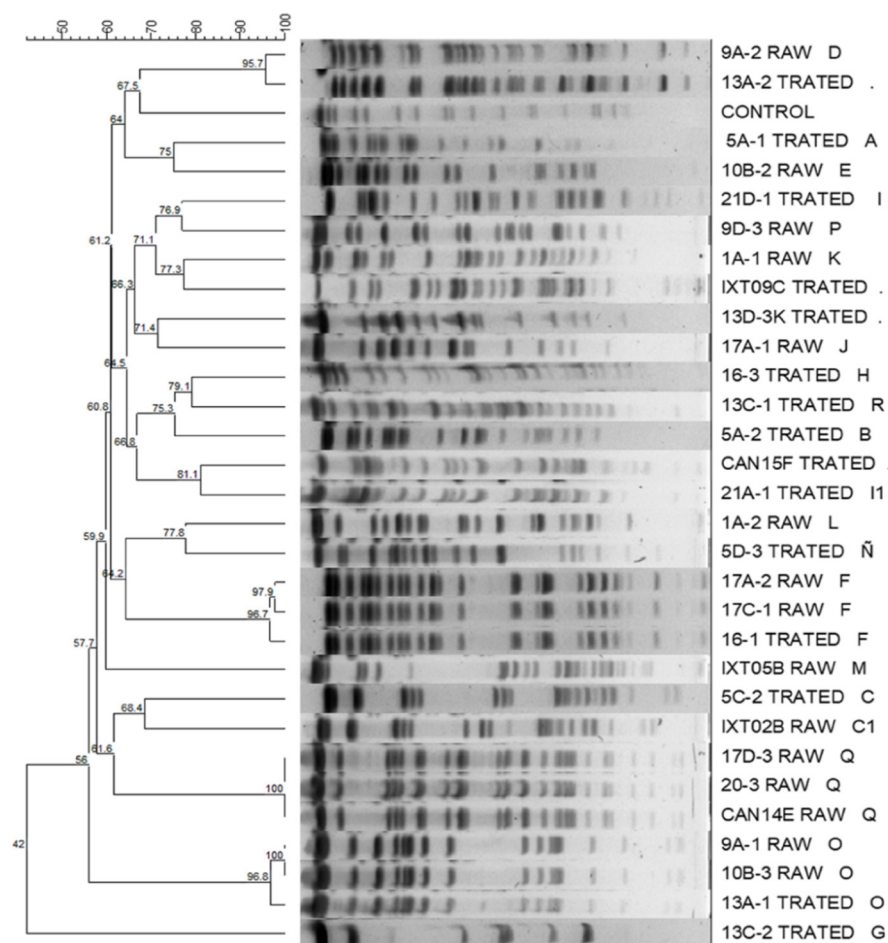 50 60 70 80 90 100
9A-2 RAW D
95.7
13A-2 TRATED .
67.5
CONTROL
64
5A-1 TRATED A
75
10B-2 RAW E
21D-1 TRATED I
76.9
9D-3 RAW P
61.2
71.1
1A-1 RAW K
77.3
66.3
IXT09C TRATED .
13D-3K TRATED .
71.4
17A-1 RAW J
64.5
16-3 TRATED H
79.1
13C-1 TRATED R
60.8
75.3
5A-2 TRATED B
66.8
CAN15F TRATED .
81.1
21A-1 TRATED I1
1A-2 RAW L
77.8
59.9
5D-3 TRATED Ñ
64.2
17A-2 RAW F
97.9
17C-1 RAW F
96.7
16-1 TRATED F
57.7
IXT05B RAW M
5C-2 TRATED C
68.4
IXT02B RAW C1
61.6
17D-3 RAW Q
56
20-3 RAW Q
100
CAN14E RAW Q
9A-1 RAW O
42
100
10B-3 RAW O
96.8
13A-1 TRATED O
13C-2 TRATED G